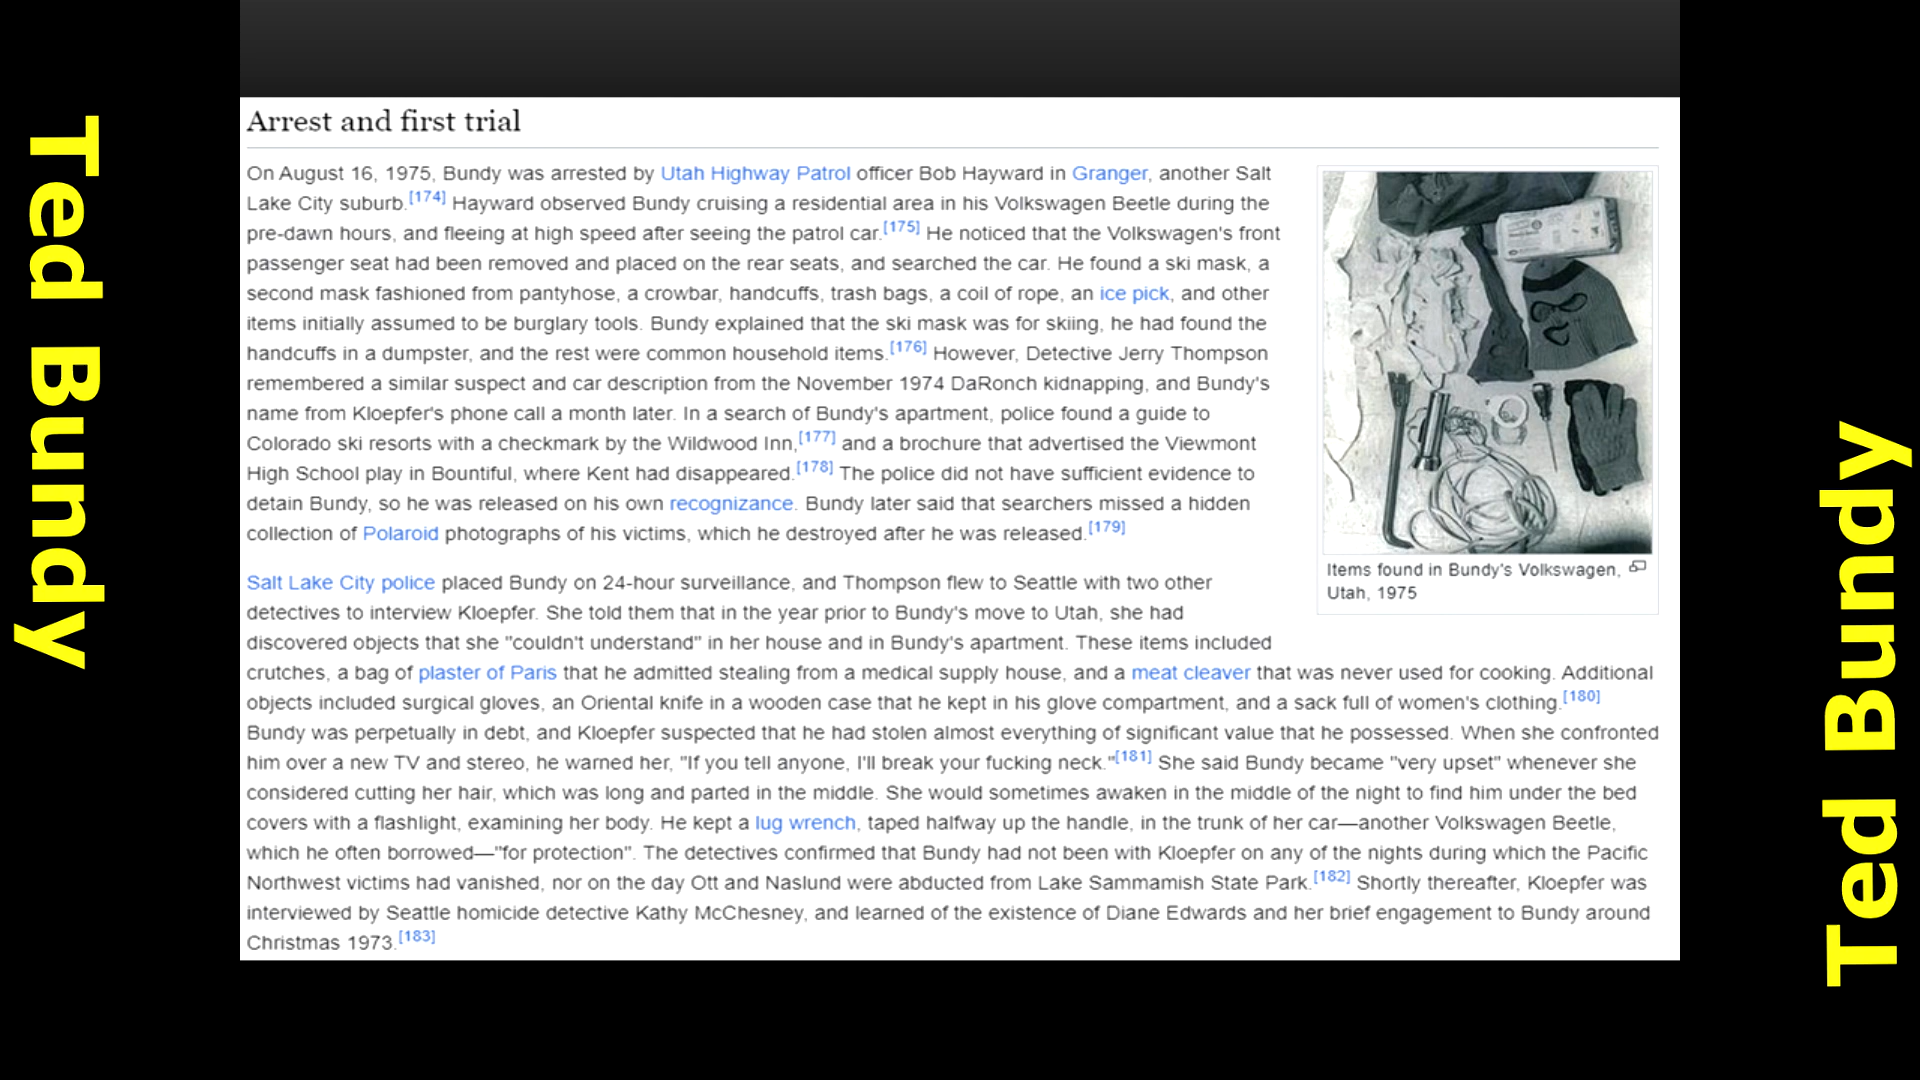 Ted Bundy
Arrest and first trial
On August 16, 1975, Bundy was arrested by Utah Highway Patrol officer Bob Hayward in Granger, another Salt
Lake City suburb.[174] Hayward observed Bundy cruising a residential area in his Volkswagen Beetle during the
pre-dawn hours, and fleeing at high speed after seeing the patrol car.[175] He noticed that the Volkswagen's front
passenger seat had been removed and placed on the rear seats, and searched the car. He found a ski mask, a
second mask fashioned from pantyhose, a crowbar, handcuffs, trash bags, a coil of rope, an ice pick, and other
items initially assumed to be burglary tools. Bundy explained that the ski mask was for skiing, he had found the
handcuffs in a dumpster, and the rest were common household items.[176] However, Detective Jerry Thompson
remembered a similar suspect and car description from the November 1974 DaRonch kidnapping, and Bundy's
name from Kloepfer's phone call a month later. In a search of Bundy's apartment, police found a guide to
Colorado ski resorts with a checkmark by the Wildwood Inn,[177] and a brochure that advertised the Viewmont
High School play in Bountiful, where Kent had disappeared.[178] The police did not have sufficient evidence to
detain Bundy, so he was released on his own recognizance. Bundy later said that searchers missed a hidden
collection of Polaroid photographs of his victims, which he destroyed after he was released.[179]
Items found in Bundy's Volkswagen,
Utah, 1975
Salt Lake City police placed Bundy on 24-hour surveillance, and Thompson flew to Seattle with two other
detectives to interview Kloepfer. She told them that in the year prior to Bundy's move to Utah, she had
discovered objects that she "couldn't understand" in her house and in Bundy's apartment. These items included
crutches, a bag of plaster of Paris that he admitted stealing from a medical supply house, and a meat cleaver that was never used for cooking. Additional
objects included surgical gloves, an Oriental knife in a wooden case that he kept in his glove compartment, and a sack full of women's clothing.[180]
Bundy was perpetually in debt, and Kloepfer suspected that he had stolen almost everything of significant value that he possessed. When she confronted
him over a new TV and stereo, he warned her, "If you tell anyone, I'll break your fucking neck."[181] She said Bundy became "very upset" whenever she
considered cutting her hair, which was long and parted in the middle. She would sometimes awaken in the middle of the night to find him under the bed
covers with a flashlight, examining her body. He kept a lug wrench, taped halfway up the handle, in the trunk of her car—another Volkswagen Beetle,
which he often borrowed—"for protection". The detectives confirmed that Bundy had not been with Kloepfer on any of the nights during which the Pacific
Northwest victims had vanished, nor on the day Ott and Naslund were abducted from Lake Sammamish State Park.[182] Shortly thereafter, Kloepfer was
interviewed by Seattle homicide detective Kathy McChesney, and learned of the existence of Diane Edwards and her brief engagement to Bundy around
Christmas 1973.[183]
Ted Bundy